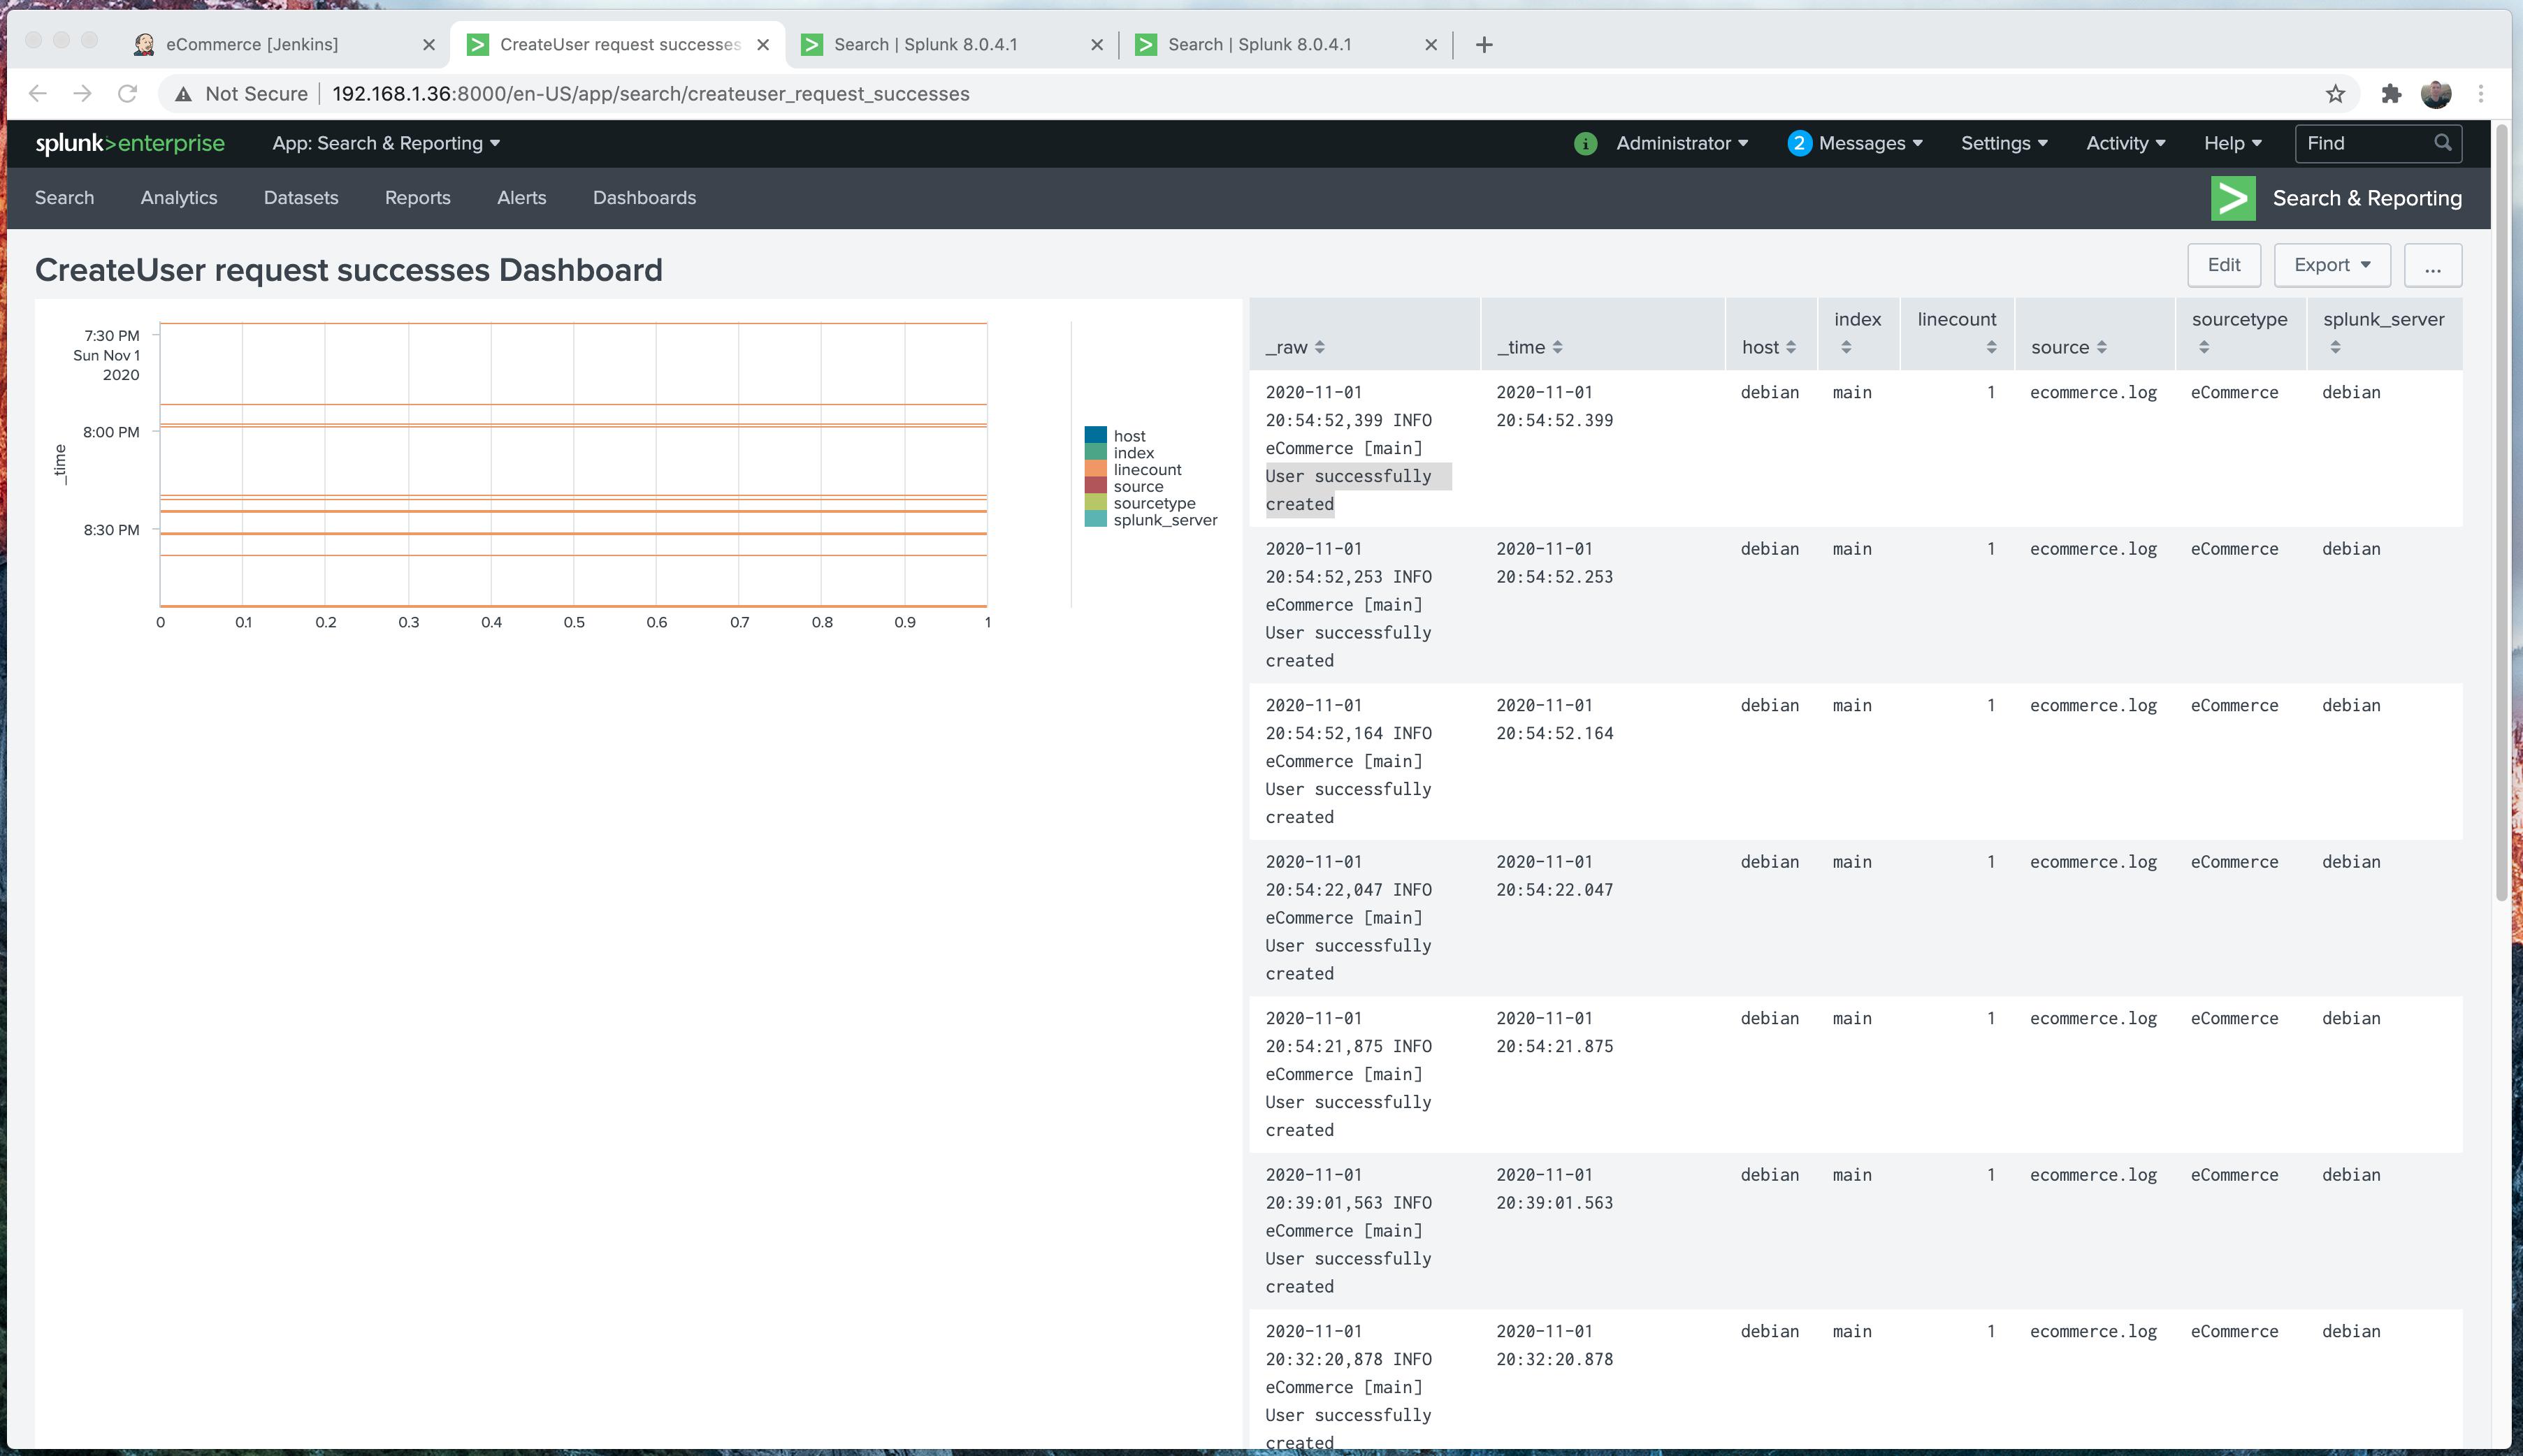 eCommerce [Jenkins]
CreateUser request successes
Search | Splunk 8.0.4.1
Search | Splunk 8.0.4.1
Not Secure
192.168.1.36:8000/en-US/app/search/createuser_request_successes
splunk>enterprise
App: Search & Reporting
i
Administrator
2 Messages
Settings
Activity
Help
Find
Search
Analytics
Datasets
Reports
Alerts
Dashboards
> Search & Reporting
CreateUser request successes Dashboard
Edit
Export
...
7:30 PM
Sun Nov 1
2020
8:00 PM
8:30 PM
_time
0 0.1 0.2 0.3 0.4 0.5 0.6 0.7 0.8 0.9 1
host
index
linecount
source
sourcetype
splunk_server
_raw _time host index linecount source sourcetype splunk_server
2020-11-01 2020-11-01 debian main 1 ecommerce.log eCommerce debian
20:54:52,399 INFO 20:54:52.399
eCommerce [main]
User successfully
created
2020-11-01 2020-11-01 debian main 1 ecommerce.log eCommerce debian
20:54:52,253 INFO 20:54:52.253
eCommerce [main]
User successfully
created
2020-11-01 2020-11-01 debian main 1 ecommerce.log eCommerce debian
20:54:52,164 INFO 20:54:52.164
eCommerce [main]
User successfully
created
2020-11-01 2020-11-01 debian main 1 ecommerce.log eCommerce debian
20:54:22,047 INFO 20:54:22.047
eCommerce [main]
User successfully
created
2020-11-01 2020-11-01 debian main 1 ecommerce.log eCommerce debian
20:54:21,875 INFO 20:54:21.875
eCommerce [main]
User successfully
created
2020-11-01 2020-11-01 debian main 1 ecommerce.log eCommerce debian
20:39:01,563 INFO 20:39:01.563
eCommerce [main]
User successfully
created
2020-11-01 2020-11-01 debian main 1 ecommerce.log eCommerce debian
20:32:20,878 INFO 20:32:20.878
eCommerce [main]
User successfully
created